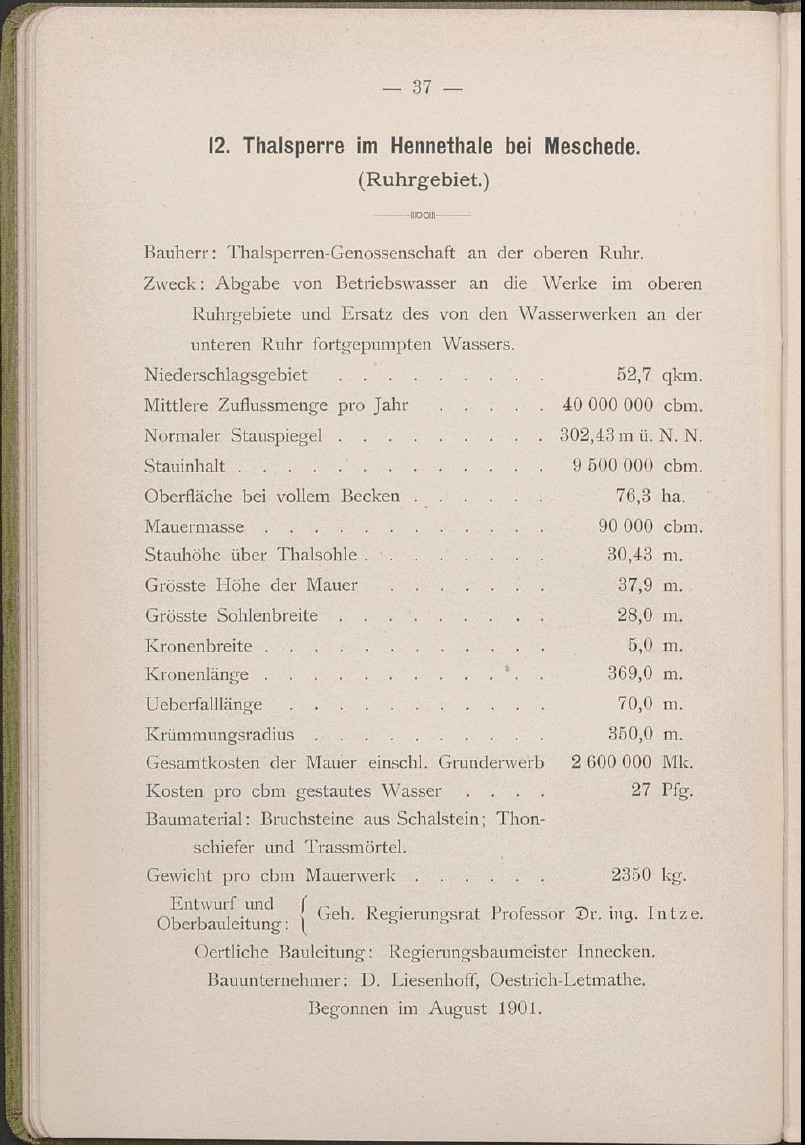 — 37 —
12. Thalsperre im Hennethale bei Meschede.
(Ruhrgebiet.)
Bauherr: Thalsperren-Genossenschaft an der oberen Ruhr.
Zweck: Abgabe von Betriebswasser an die Werke im oberen
Ruhrgebiete und Ersatz des von den Wasserwerken an der
unteren Ruhr fortgepumpten Wassers.
Niederschlagsgebiet . . . . . . . . . 52,7 qkm.
Mittlere Zuflussmenge pro Jahr . . . . . 40 000 000 cbm.
Normaler Stauspiegel . . . . . . . . . 302,43 m ü. N. N.
Stauinhalt . . . . . . . . . . . . . 9 500 000 cbm.
Oberfläche bei vollem Becken . . . . . . 76,3 ha.
Mauermasse . . . . . . . . . . . . 90 000 cbm.
Stauhöhe über Thalsohle . . . . . . . . 30,43 m.
Grösste Höhe der Mauer . . . . . . . 37,9 m.
Grösste Sohlenbreite . . . . . . . . . 28,0 m.
Kronenbreite . . . . . . . . . . . . 5,0 m.
Kronenlänge . . . . . . . . . . . . 369,0 m.
Ueberfalllänge . . . . . . . . . . . 70,0 m.
Krümmungsradius . . . . . . . . . . 350,0 m.
Gesamtkosten der Mauer einschl. Grunderwerb 2 600 000 Mk.
Kosten pro cbm gestautes Wasser . . . . 27 Pfg.
Baumaterial: Bruchsteine aus Schalstein; Thon-
schiefer und Trassmörtel.
Gewicht pro cbm Mauerwerk . . . . . . 2350 kg.
Entwurf und
Oberbauleitung: { Geh. Regierungsrat Professor Dr. ing. Intze.
Oertliche Bauleitung: Regierungsbaumeister Innecken.
Bauunternehmer: D. Liesenhoff, Oestrich-Letmathe.
Begonnen im August 1901.